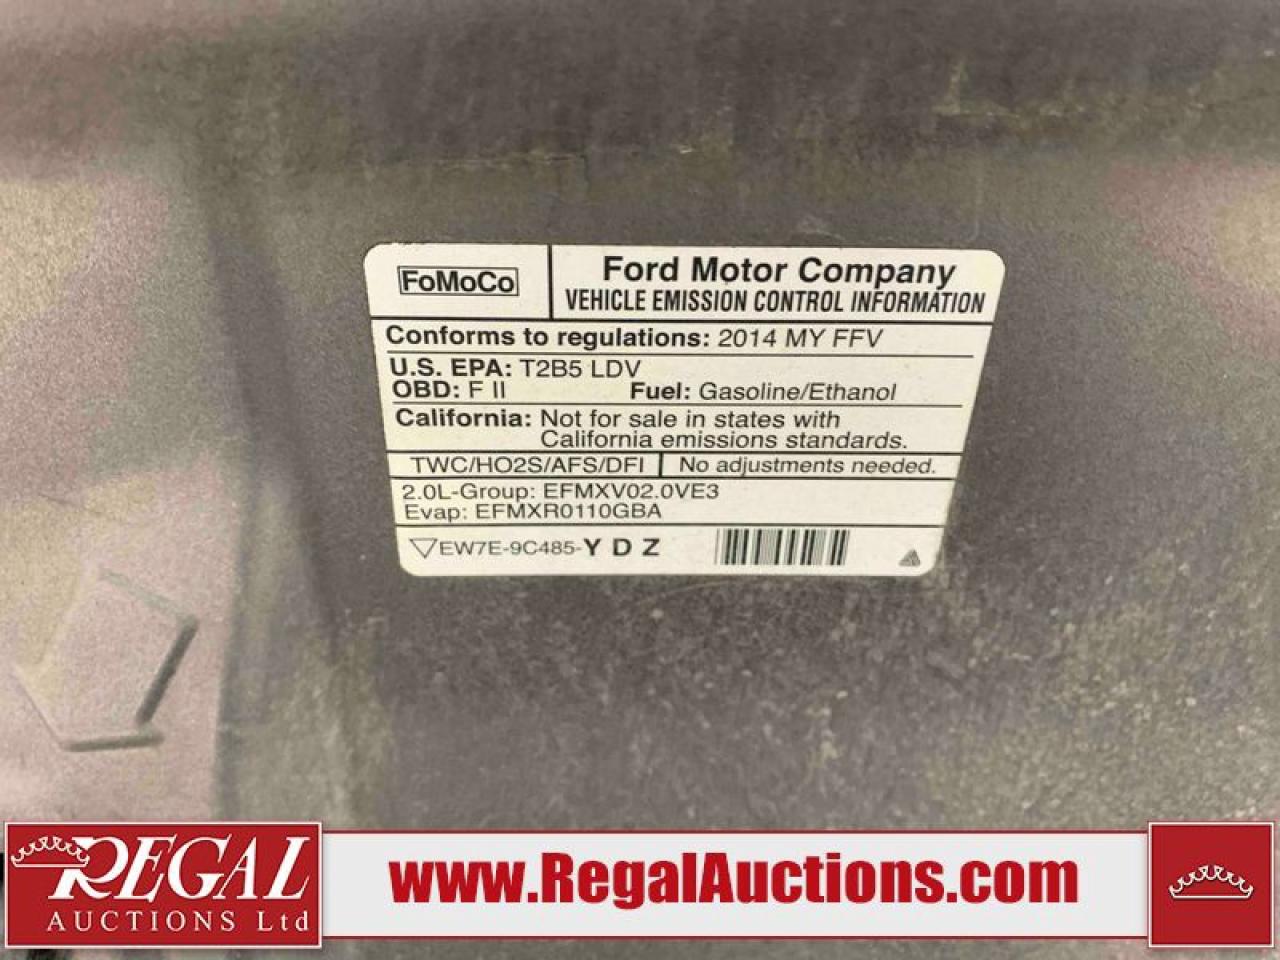 FoMoCo
Ford Motor Company
VEHICLE EMISSION CONTROL INFORMATION
Conforms to regulations: 2014 MY FFV
U.S. EPA: T2B5 LDV
OBD: F II Fuel: Gasoline/Ethanol
California: Not for sale in states with
California emissions standards.
TWC/HO2S/AFS/DFI No adjustments needed.
2.0L-Group: EFMXV02.0VE3
Evap: EFMXR0110GBA
EW7E-9C485-Y D Z
REGAL
AUCTIONS Ltd
www.RegalAuctions.com